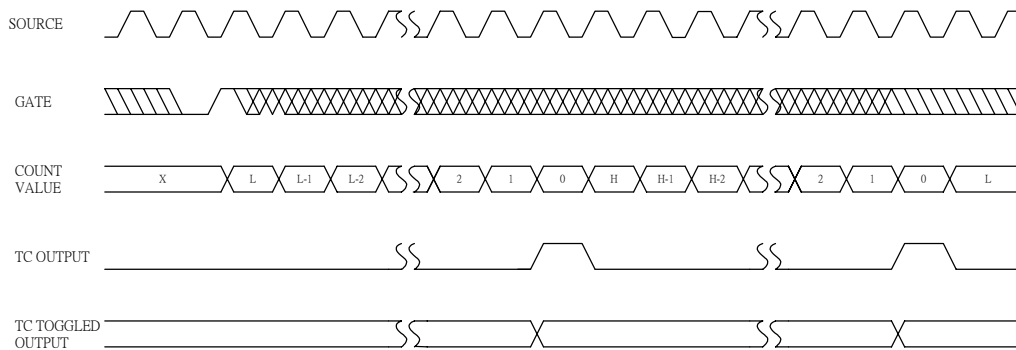 SOURCE
GATE
COUNT
VALUE
X L L-1 L-2 2 1 0 H H-1 H-2 2 1 0 L
TC OUTPUT
TC TOGGLED
OUTPUT